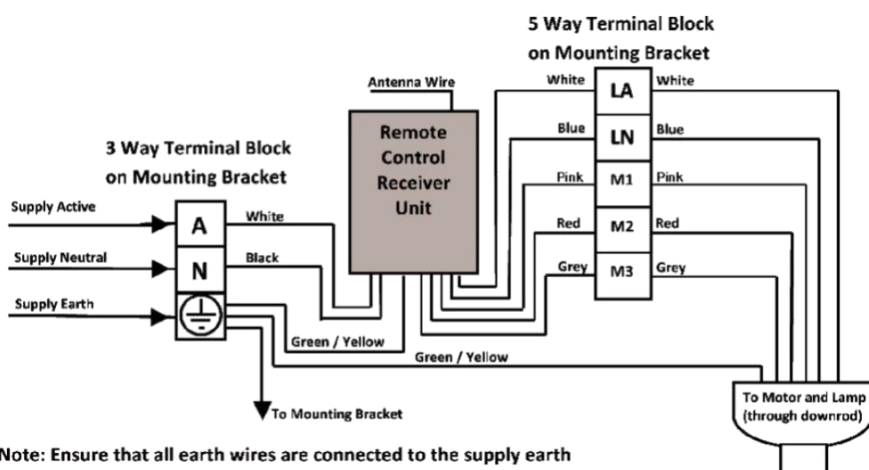 5 Way Terminal Block
on Mounting Bracket
Antenna Wire
White
LA
White
Remote
Control
Receiver
Unit
Blue
LN
Blue
3 Way Terminal Block
on Mounting Bracket
Pink
M1
Pink
Supply Active
A
White
Red
M2
Red
Supply Neutral
N
Black
Grey
M3
Grey
Supply Earth
Green / Yellow
Green / Yellow
To Motor and Lamp
(through downrod)
To Mounting Bracket
Note: Ensure that all earth wires are connected to the supply earth